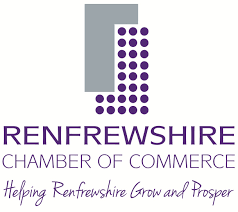 RENFREWSHIRE
CHAMBER OF COMMERCE
Helping Renfrewshire Grow and Prosper